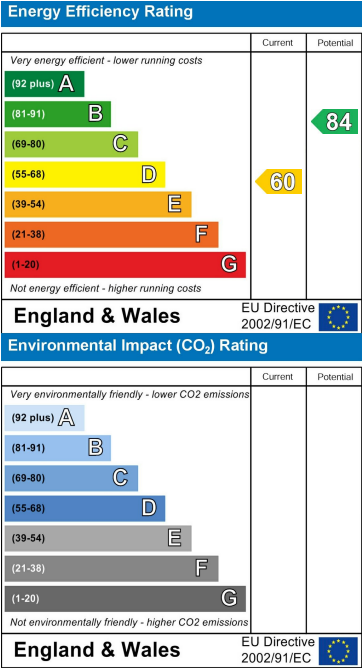 Energy Efficiency Rating
Current Potential
Very energy efficient - lower running costs
(92 plus) A
(81-91) B
84
(69-80) C
(55-68) D
60
(39-54) E
(21-38) F
(1-20) G
Not energy efficient - higher running costs
England & Wales
EU Directive
2002/91/EC
Environmental Impact (CO2) Rating
Current Potential
Very environmentally friendly - lower CO2 emissions
(92 plus) A
(81-91) B
(69-80) C
(55-68) D
(39-54) E
(21-38) F
(1-20) G
Not environmentally friendly - higher CO2 emissions
England & Wales
EU Directive
2002/91/EC